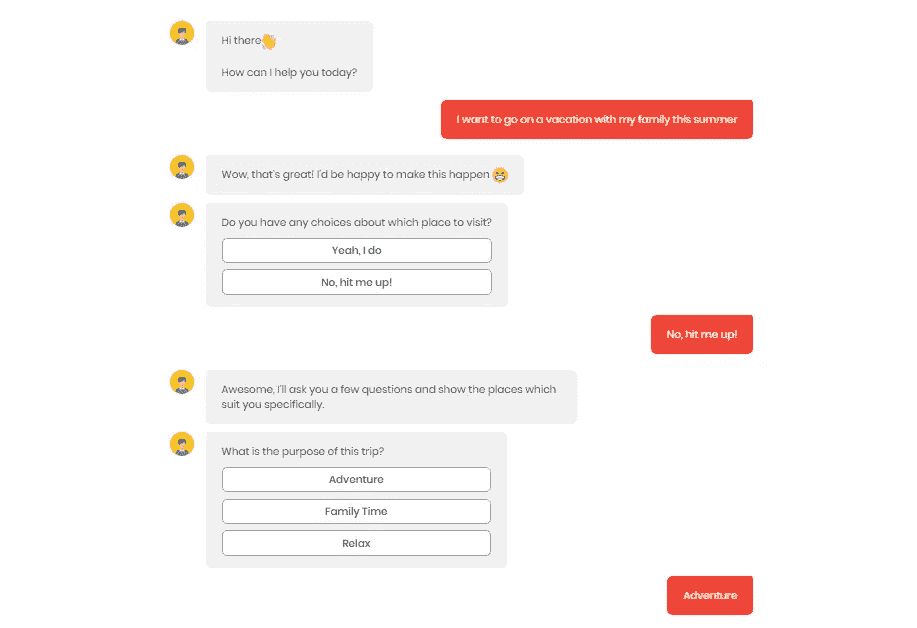 Hi there👋
How can I help you today?
I want to go on a vacation with my family this summer
Wow, that's great! I'd be happy to make this happen 😁
Do you have any choices about which place to visit?
Yeah, I do
No, hit me up!
No, hit me up!
Awesome, I'll ask you a few questions and show the places which
suit you specifically.
What is the purpose of this trip?
Adventure
Family Time
Relax
Adventure